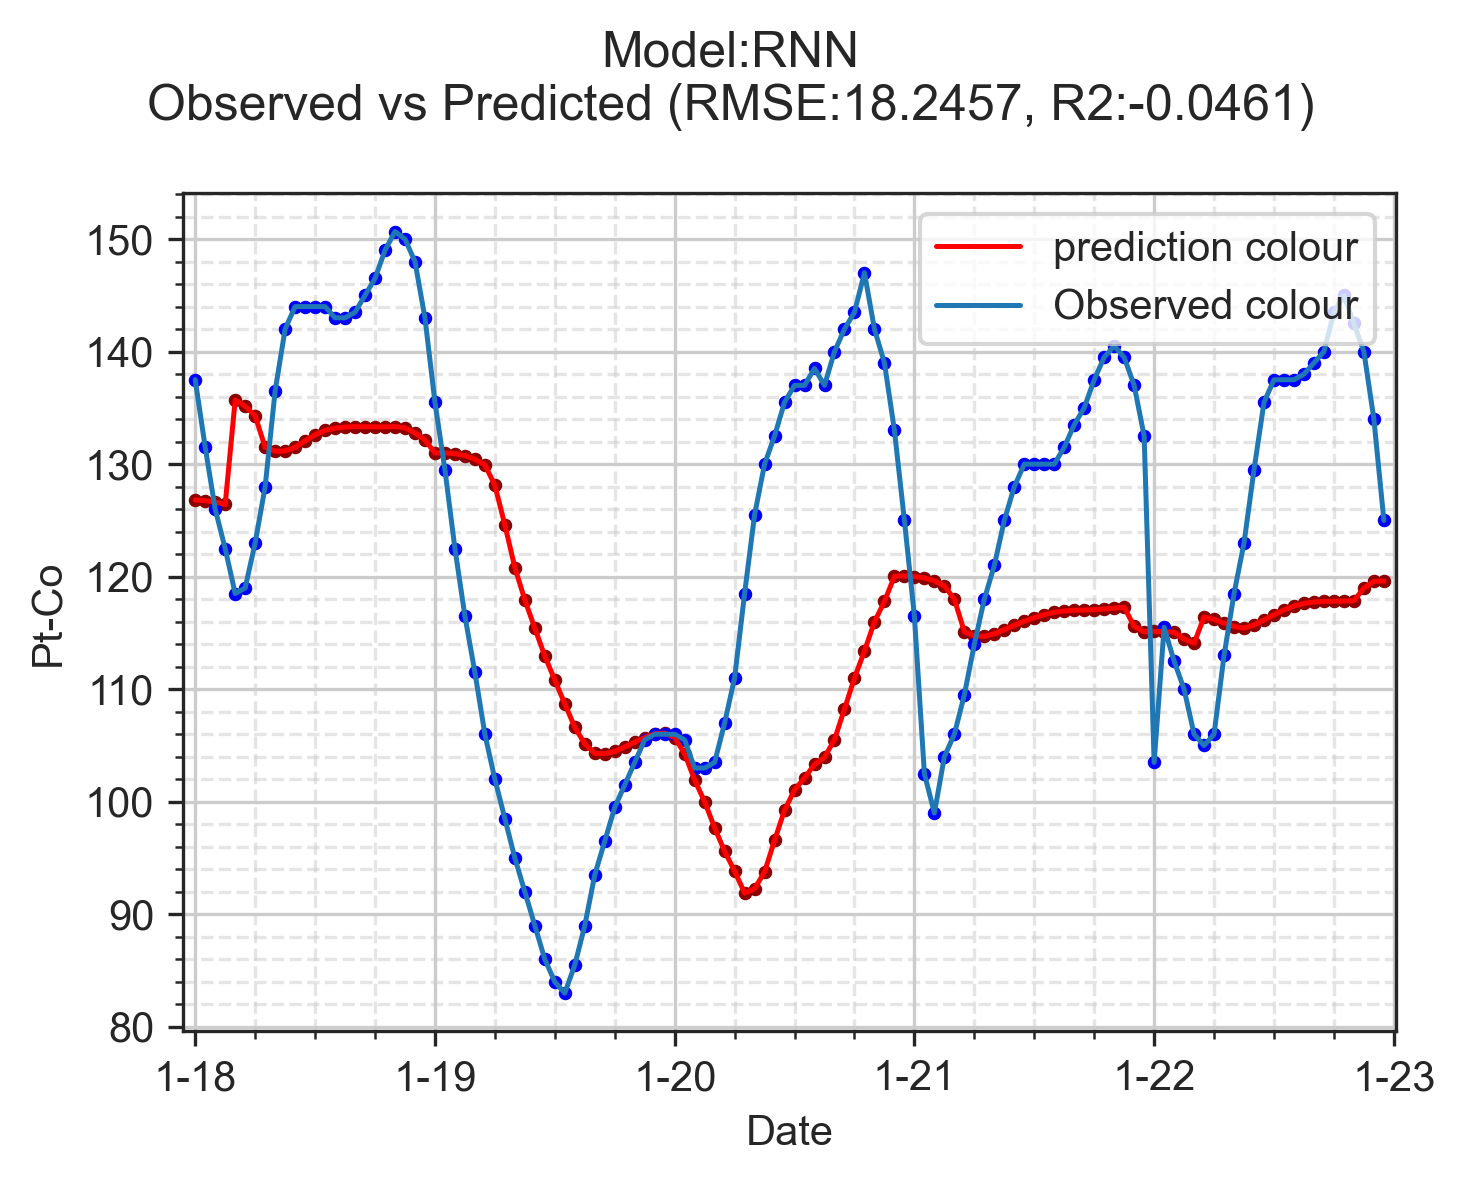 Model:RNN
Observed vs Predicted (RMSE:18.2457, R2:-0.0461)
prediction colour
Observed colour
150
140
130
120
110
100
90
80
Pt-Co
1-18
1-19
1-20
1-21
1-22
1-23
Date